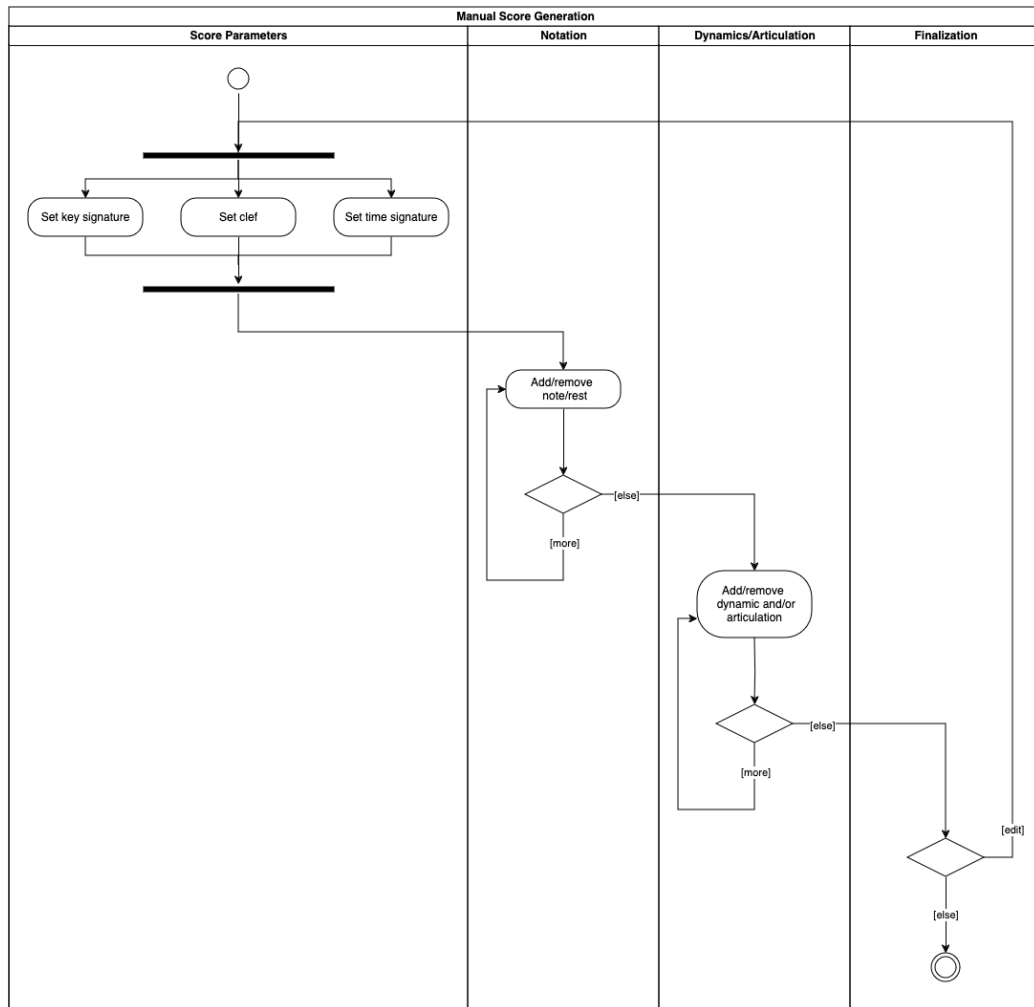 Manual Score Generation
Score Parameters
Notation
Dynamics/Articulation
Finalization
Set key signature
Set clef
Set time signature
Add/remove
note/rest
[else]
[more]
Add/remove
dynamic and/or
articulation
[else]
[more]
[edit]
[else]